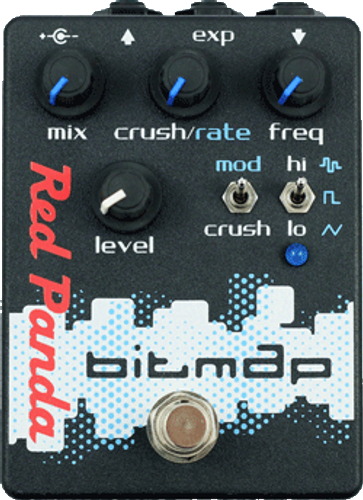 exp
mix crush/rate freq
mod hi
level
crush lo
Red Panda
bitmap